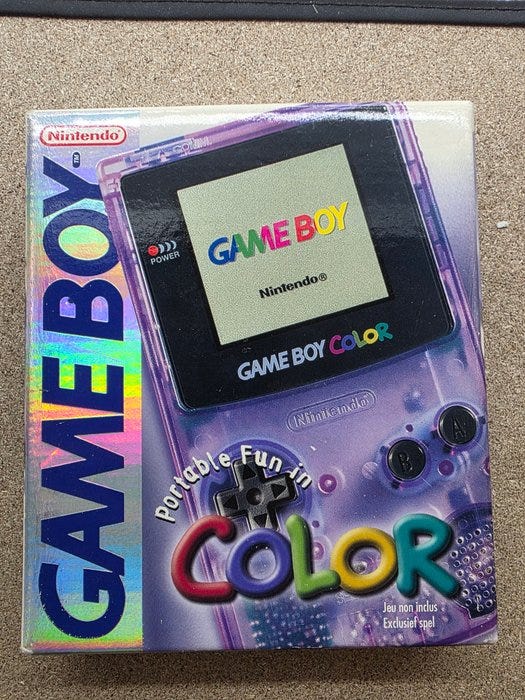 Nintendo®
GAME BOY™
POWER
GAME BOY
Nintendo®
GAME BOY COLOR
Nintendo
B
A
Portable Fun in
COLOR
Jeu non inclus
Exclusief spel